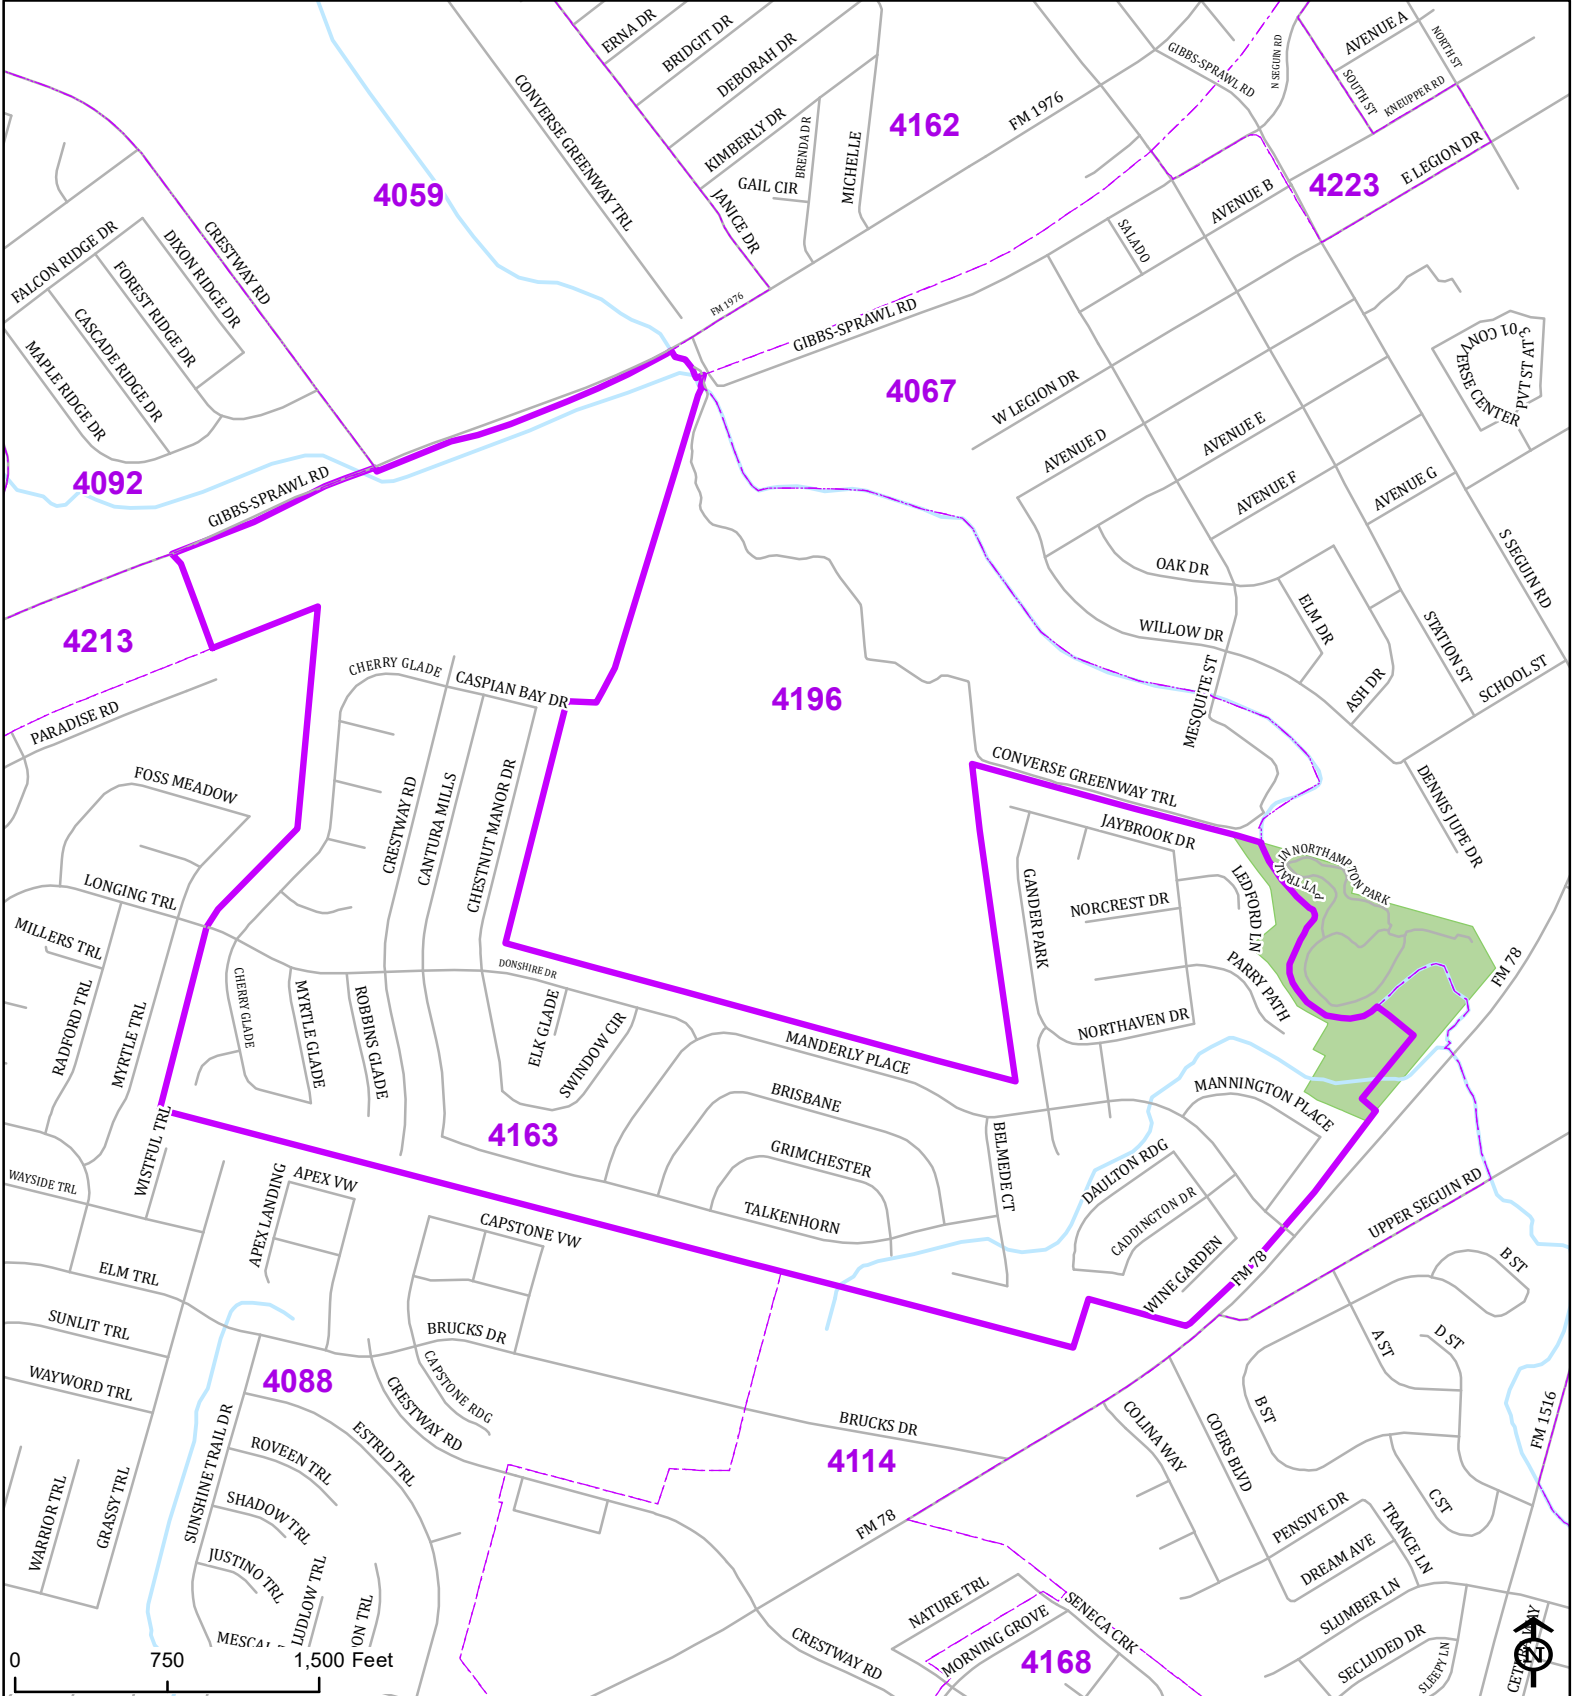 ERNA DR
BRIDGIT DR
DEBORAH DR
KIMBERLY DR
BRENDA DR
GAIL CIR
MICHELLE
JANICE DR
CONVERSE GREENWAY TRL
4162
4059
FM 1976
GIBBS-SPRAWL RD
N SEGUIN RD
AVENUE A
NORTH ST
SOUTH ST
KNEUPPER RD
E LEGION DR
4223
AVENUE B
SALADO
FALCON RIDGE DR
DIXON RIDGE DR
CRESTWAY RD
FOREST RIDGE DR
CASCADE RIDGE DR
MAPLE RIDGE DR
FM 1976
GIBBS-SPRAWL RD
4067
W LEGION DR
AVENUE D
AVENUE E
AVENUE F
AVENUE G
ERSE CENTER
PVT ST AT
01 CONV
4092
GIBBS-SPRAWL RD
S SEGUIN RD
OAK DR
WILLOW DR
ELM DR
ASH DR
STATION ST
SCHOOL ST
MESQUITE ST
4213
PARADISE RD
CHERRY GLADE
CASPIAN BAY DR
4196
FOSS MEADOW
CRESTWAY RD
CANTURA MILLS
CHESTNUT MANOR DR
CONVERSE GREENWAY TRL
JAYBROOK DR
DENNIS JUPE DR
IN NORTHAMPTON PARK
PVT TRAIL
LEDFORD LN
GANDER PARK
NORCREST DR
PARRY PATH
NORTHAVEN DR
FM 78
LONGING TRL
MILLERS TRL
RADFORD TRL
MYRTLE TRL
CHERRY GLADE
MYRTLE GLADE
ROBBINS GLADE
DONSHIRE DR
ELK GLADE
SWINDOW CIR
MANDERLY PLACE
BRISBANE
GRIMCHESTER
TALKENHORN
BELMEDE CT
MANNINGTON PLACE
DAULTON RDG
CADDINGTON DR
WINE GARDEN
FM 78
UPPER SEGUIN RD
4163
WISTFUL TRL
WAYSIDE TRL
APEX LANDING
APEX VW
CAPSTONE VW
ELM TRL
SUNLIT TRL
WAYWORD TRL
BRUCKS DR
CAPSTONE RDG
CRESTWAY RD
4088
BRUCKS DR
4114
B ST
A ST
D ST
B ST
C ST
FM 1516
COLINA WAY
COERS BLVD
PENSIVE DR
TRANCE LN
DREAM AVE
SLUMBER LN
SECLUDED DR
SLEEPY LN
SUNSHINE TRAIL DR
ROVEEN TRL
ESTRID TRL
SHADOW TRL
JUSTINO TRL
LUDLOW TRL
ON TRL
WARRIOR TRL
GRASSY TRL
MESCAL
FM 78
NATURE TRL
MORNING GROVE
SENECA CRK
CRESTWAY RD
4168
N
0 750 1,500 Feet